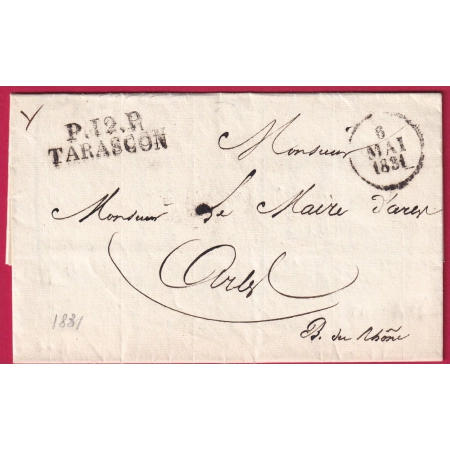 P.12.P.
TARASCON
6
MAI
1831
Monsieur
Monsieur Le Maire d'arles
Arles
B. du Rhône
1831